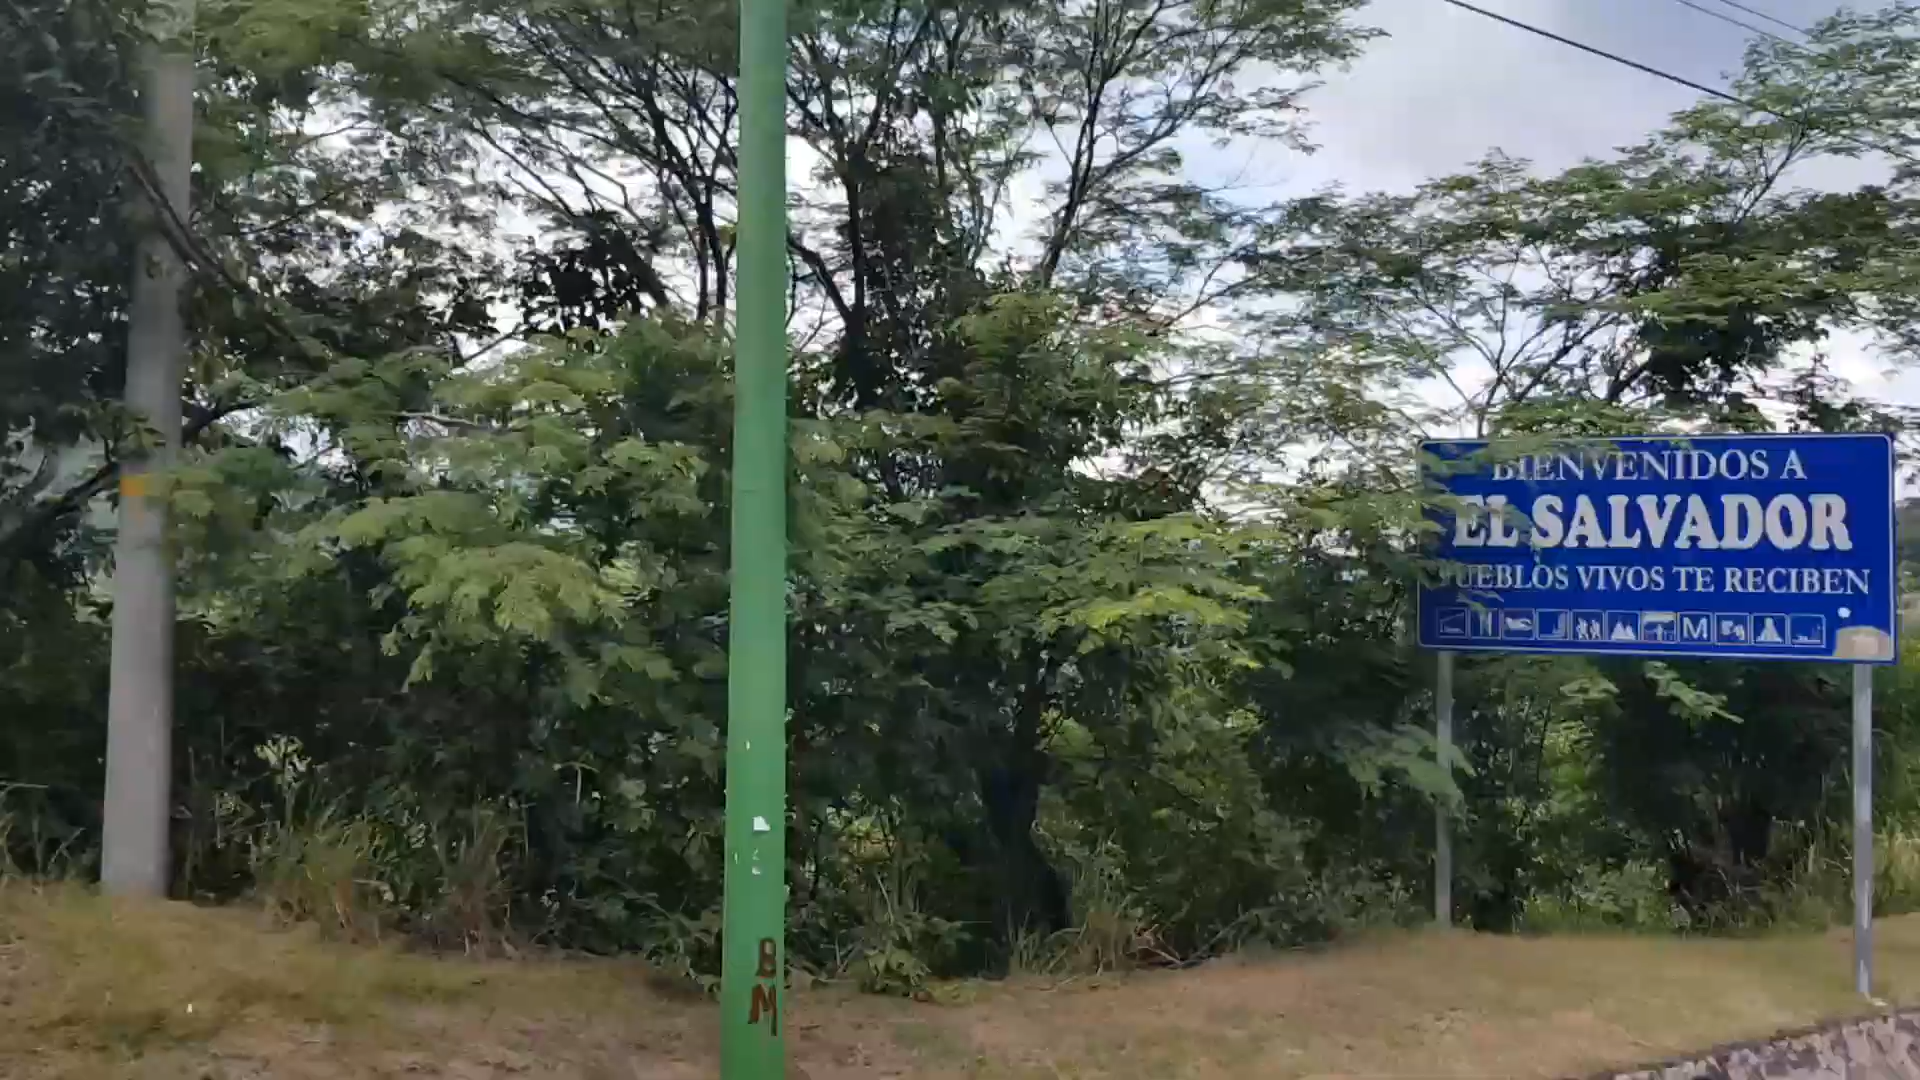 BIENVENIDOS A
EL SALVADOR
PUEBLOS VIVOS TE RECIBEN
M
B
M